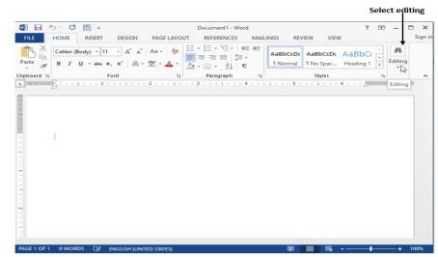 Select editing
Document1 - Word
FILE HOME INSERT DESIGN PAGE LAYOUT REFERENCES MAILINGS REVIEW VIEW Sign in
Calibri (Body) 11 A A Aa
AaBbCcDc AaBbCcDc AaBbCc
Paste B I U abc x x A
¶ Normal ¶ No Spac... Heading 1 Editing
Clipboard Font Paragraph Styles
Editing
PAGE 1 OF 1 0 WORDS ENGLISH (UNITED STATES) 100%